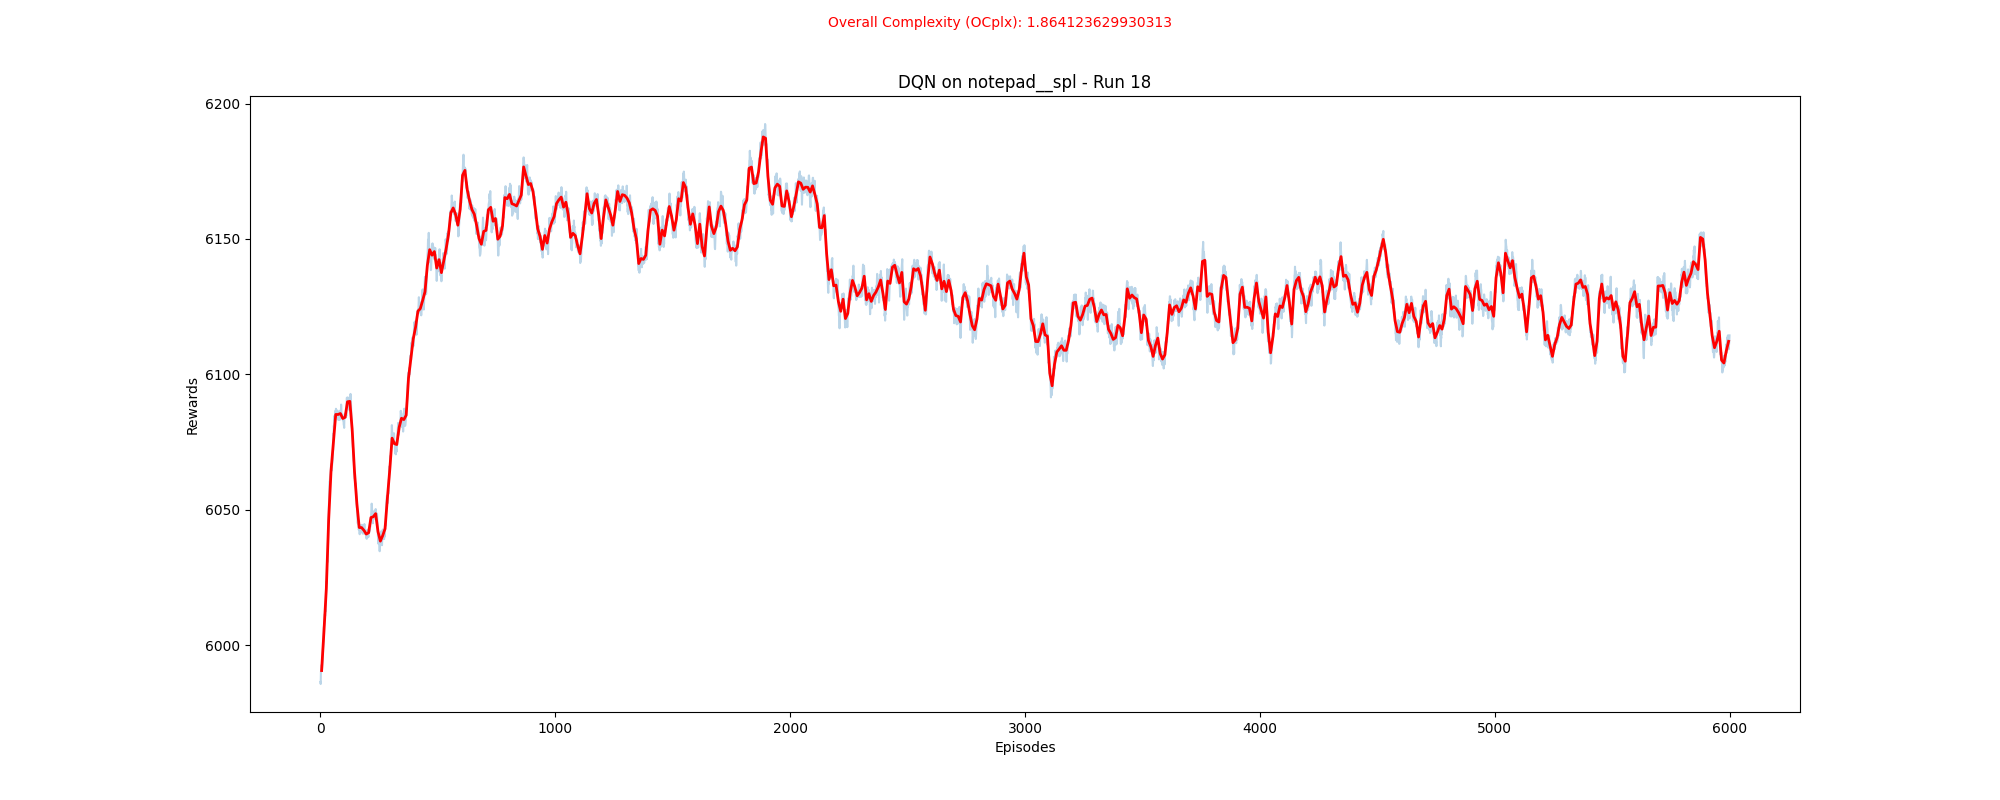 Overall Complexity (OCplx): 1.864123629930313
DQN on notepad__spl - Run 18
6200
6150
6100
6050
6000
Rewards
0 1000 2000 3000 4000 5000 6000
Episodes